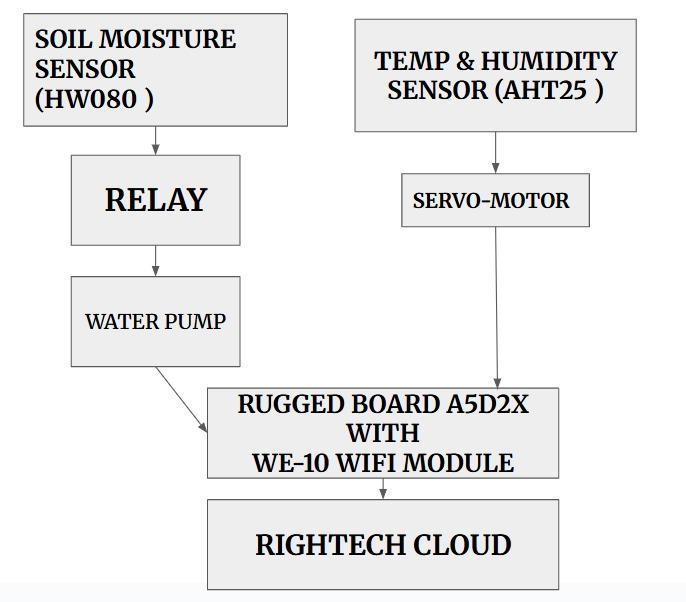 SOIL MOISTURE
SENSOR
(HW080 )
TEMP & HUMIDITY
SENSOR (AHT25 )
RELAY
SERVO-MOTOR
WATER PUMP
RUGGED BOARD A5D2X
WITH
WE-10 WIFI MODULE
RIGHTECH CLOUD